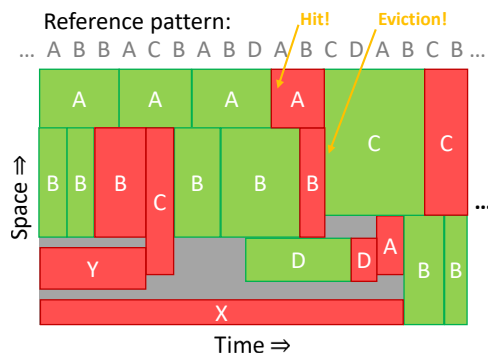 Reference pattern:
Hit!
Eviction!
... A B B A C B A B D A B C D A B C B ...
A A A A
C C
B B B C B B B
Space ⇒
...
Y D D A B B
X
Time ⇒